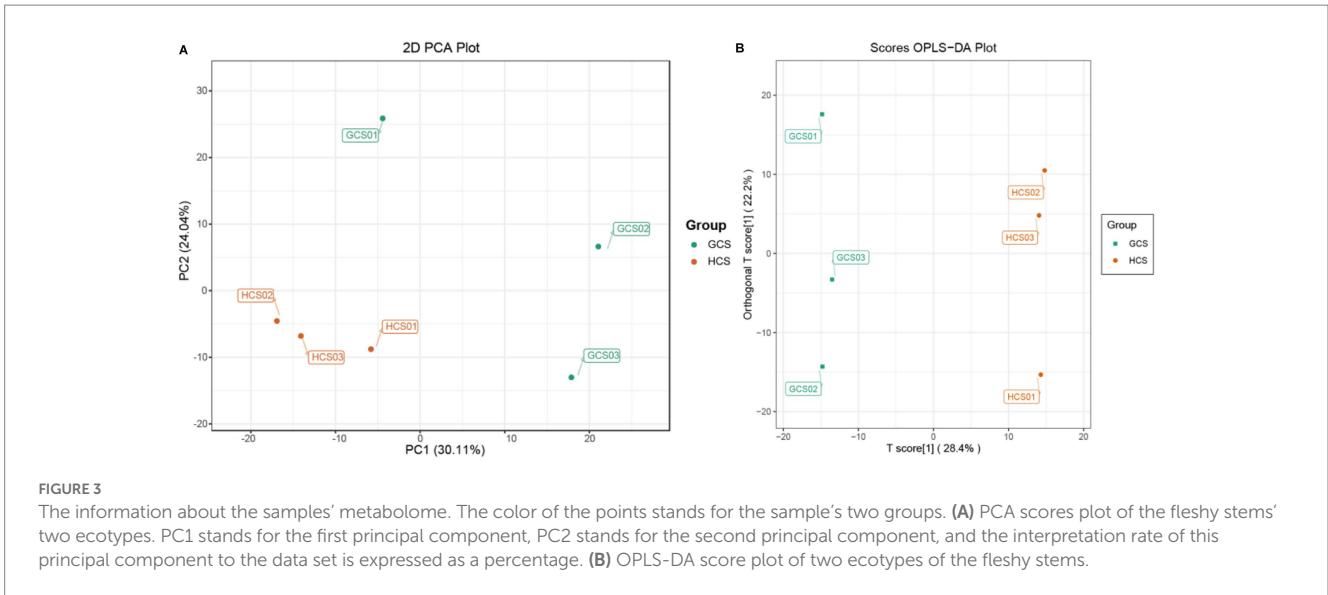 A
2D PCA Plot
30
20
10
0
-10
-20
PC2 (24.04%)
GCS01
GCS02
HCS02
HCS01
HCS03
GCS03
-20
-10
0
10
20
PC1 (30.11%)
Group
GCS
HCS
B
Scores OPLS−DA Plot
20
10
0
−10
−20
Orthogonal T score[1] ( 22.2%)
GCS01
HCS02
HCS03
GCS03
GCS02
HCS01
−20
−10
0
10
20
T score[1] ( 28.4% )
Group
GCS
HCS
FIGURE 3
The information about the samples’ metabolome. The color of the points stands for the sample’s two groups. (A) PCA scores plot of the fleshy stems’
two ecotypes. PC1 stands for the first principal component, PC2 stands for the second principal component, and the interpretation rate of this
principal component to the data set is expressed as a percentage. (B) OPLS-DA score plot of two ecotypes of the fleshy stems.